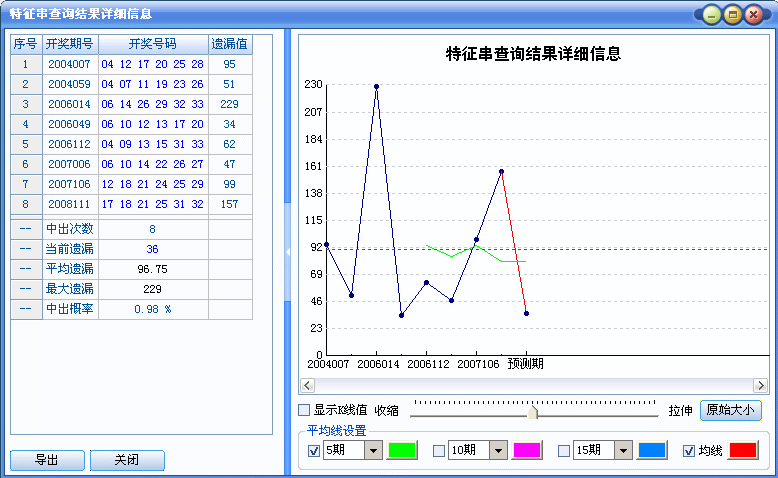 特征串查询结果详细信息
序号 开奖期号 开奖号码 遗漏值
1 2004007 04 12 17 20 25 28 95
2 2004059 04 07 11 19 23 26 51
3 2006014 06 14 26 29 32 33 229
4 2006049 06 10 12 13 17 20 34
5 2006112 04 09 13 15 31 33 62
6 2007006 06 10 14 22 26 27 47
7 2007106 12 18 21 24 25 29 99
8 2008111 17 18 21 25 31 32 157
-- 中出次数 8
-- 当前遗漏 36
-- 平均遗漏 96.75
-- 最大遗漏 229
-- 中出概率 0.98 %
导出 关闭
特征串查询结果详细信息
230
207
184
161
138
115
92
69
46
23
0
2004007 2006014 2006112 2007106 预测期
显示K线值 收缩 拉伸 原始大小
平均线设置
5期 10期 15期 均线